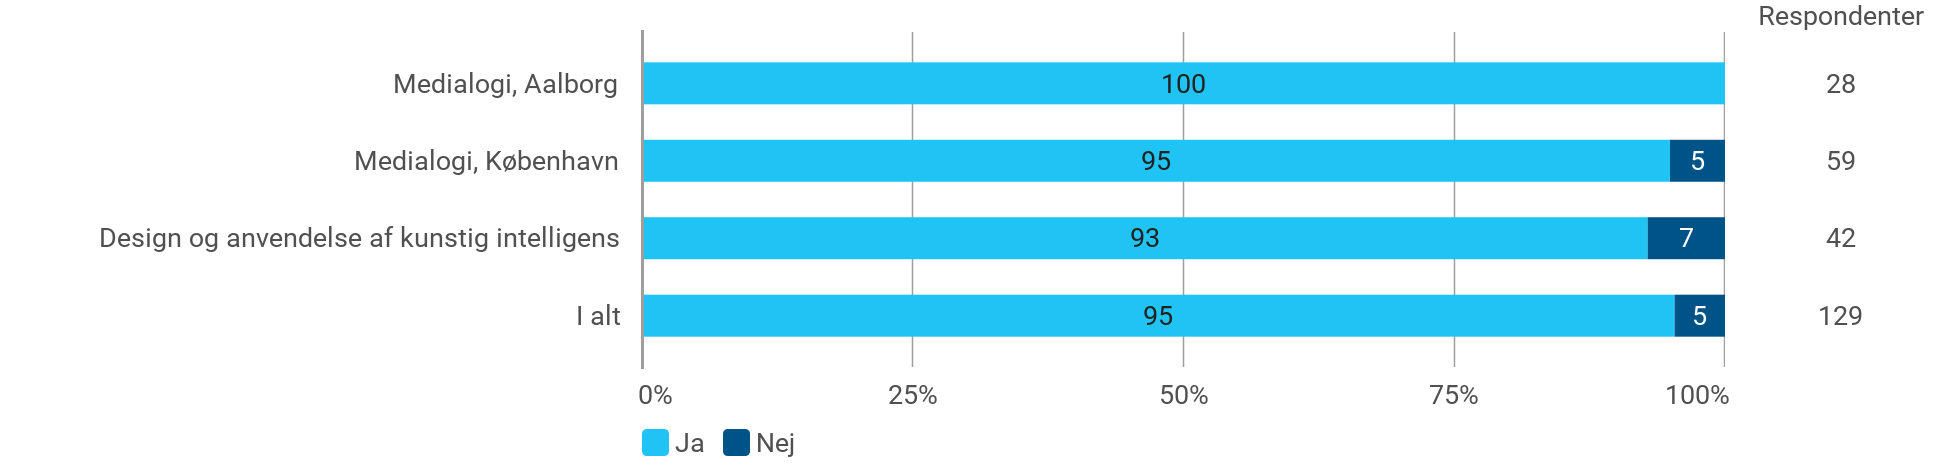 Respondenter
Medialogi, Aalborg 100 28
Medialogi, København 95 5 59
Design og anvendelse af kunstig intelligens 93 7 42
I alt 95 5 129
0% 25% 50% 75% 100%
Ja Nej